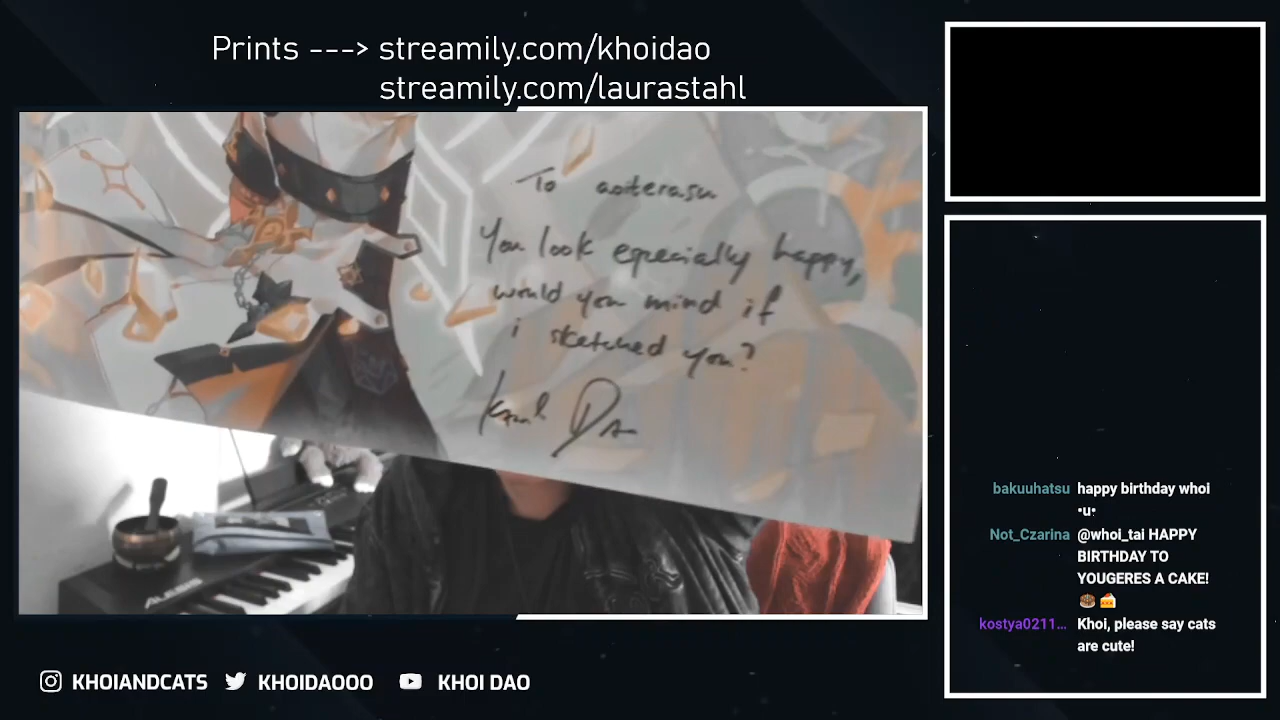 Prints ---> streamily.com/khoidao
streamily.com/laurastahl
To aoiterasu
You look especially happy,
would you mind if
i sketched you?
ALESIS
bakuuhatsu happy birthday whoi
•u•
Not_Czarina @whoi_tai HAPPY
BIRTHDAY TO
YOUGERES A CAKE!
kostya0211... Khoi, please say cats
are cute!
KHOIANDCATS KHOIDAOOO KHOI DAO